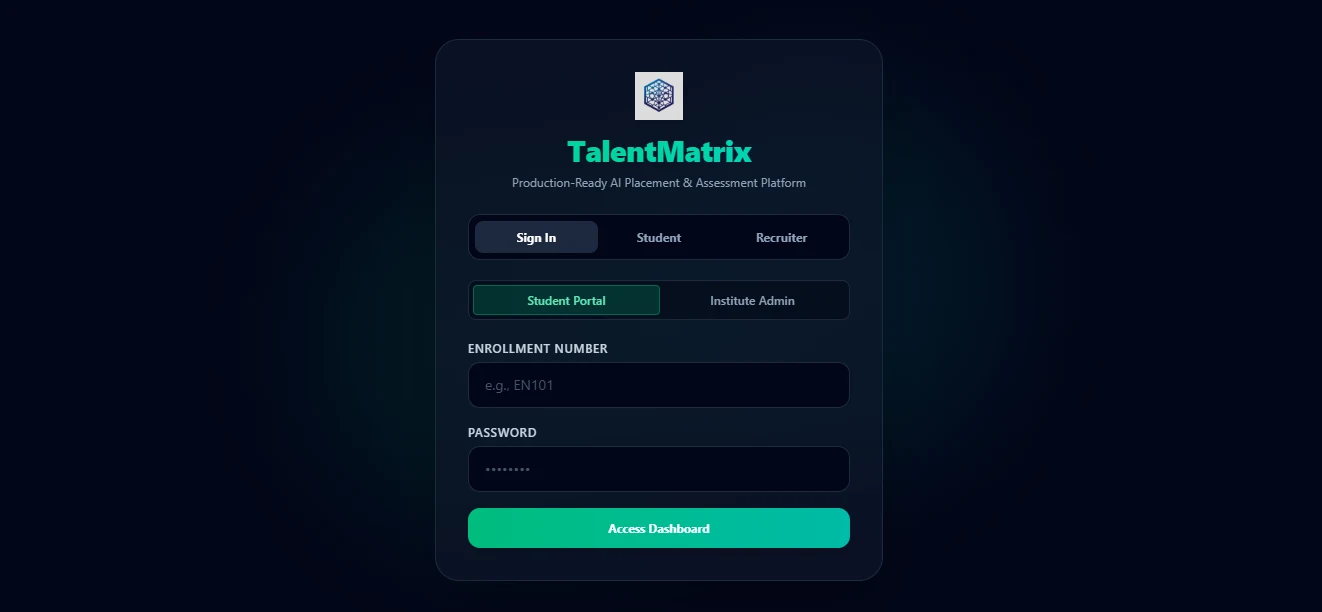 TalentMatrix
Production-Ready AI Placement & Assessment Platform
Sign In Student Recruiter
Student Portal Institute Admin
ENROLLMENT NUMBER
e.g., EN101
PASSWORD
••••••••
Access Dashboard